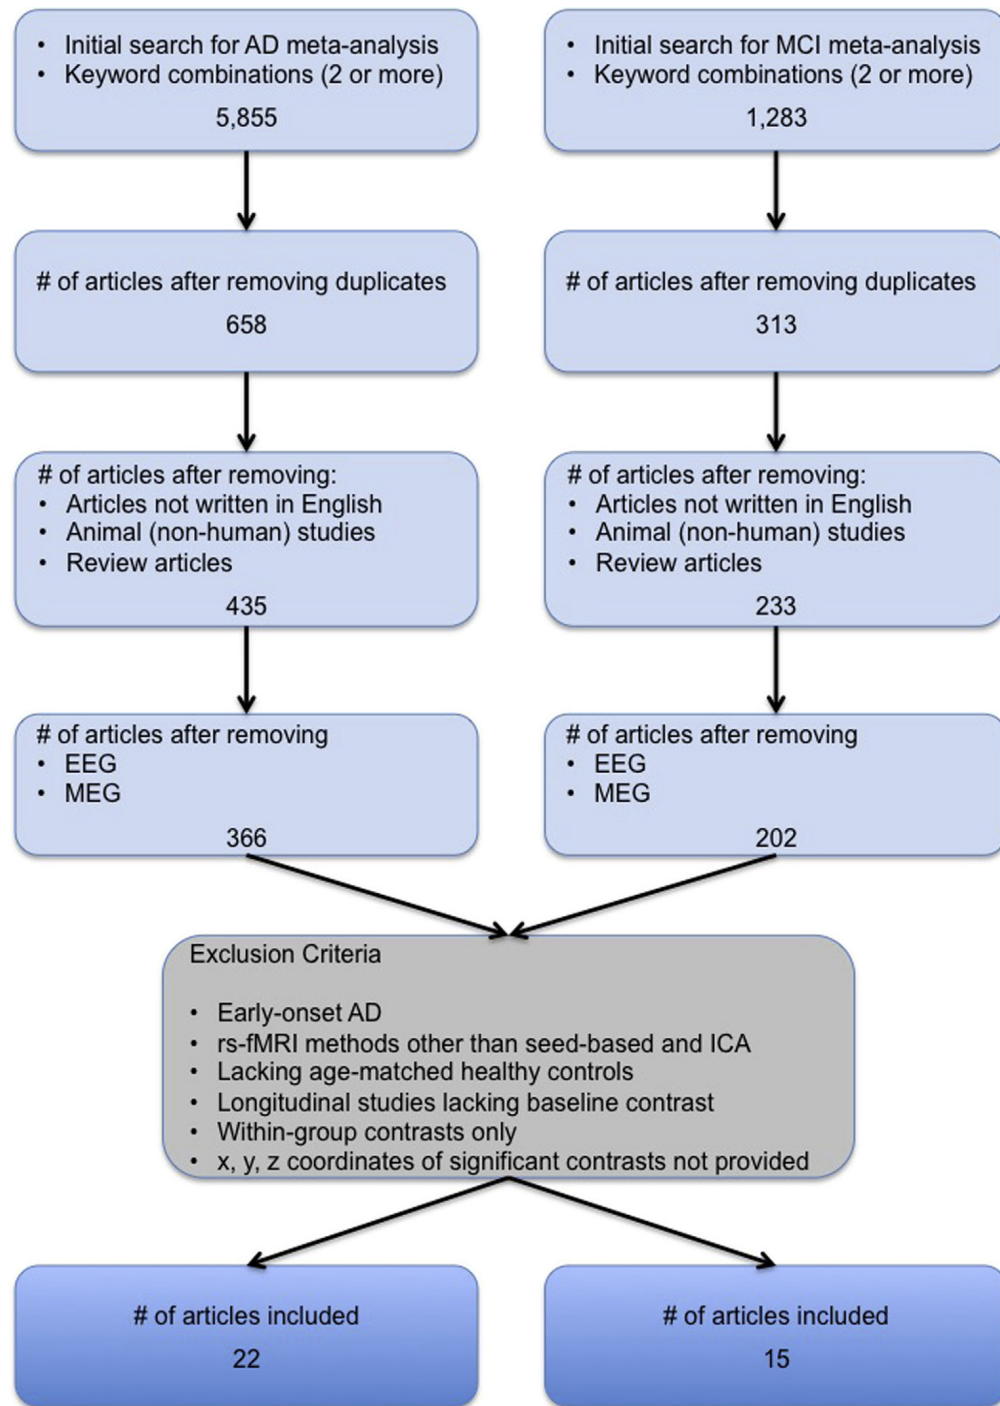 • Initial search for AD meta-analysis
• Keyword combinations (2 or more)
5,855
• Initial search for MCI meta-analysis
• Keyword combinations (2 or more)
1,283
# of articles after removing duplicates
658
# of articles after removing duplicates
313
# of articles after removing:
• Articles not written in English
• Animal (non-human) studies
• Review articles
435
# of articles after removing:
• Articles not written in English
• Animal (non-human) studies
• Review articles
233
# of articles after removing
• EEG
• MEG
366
# of articles after removing
• EEG
• MEG
202
Exclusion Criteria
• Early-onset AD
• rs-fMRI methods other than seed-based and ICA
• Lacking age-matched healthy controls
• Longitudinal studies lacking baseline contrast
• Within-group contrasts only
• x, y, z coordinates of significant contrasts not provided
# of articles included
22
# of articles included
15